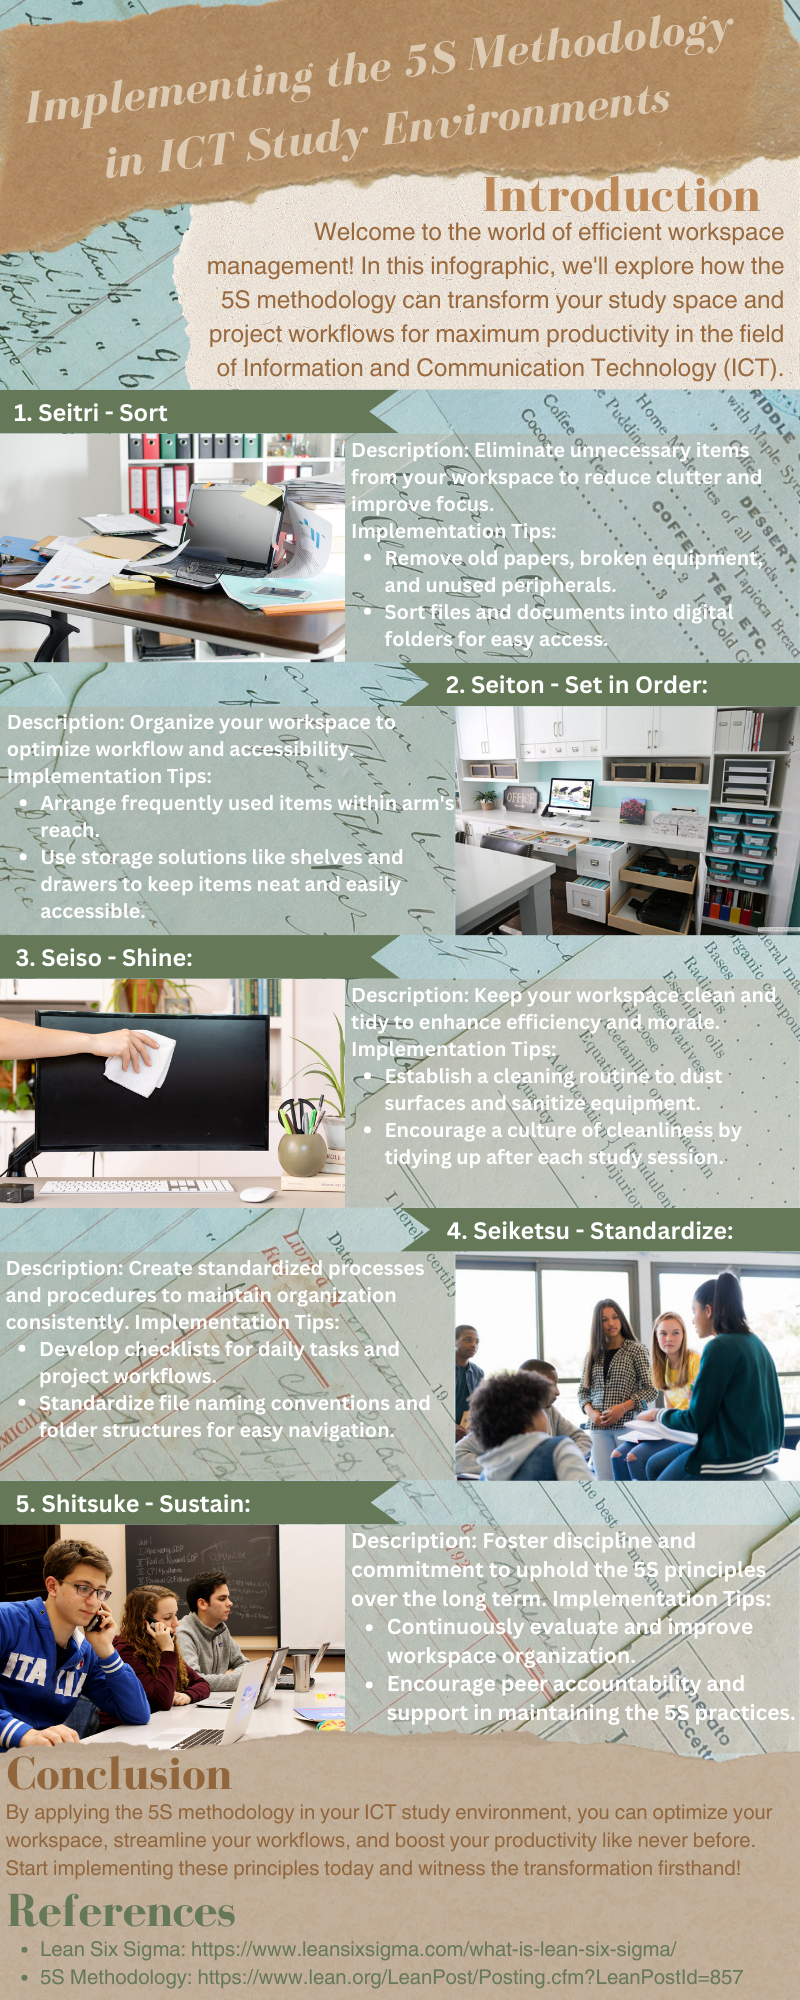 Implementing the 5S Methodology
in ICT Study Environments
Introduction
Welcome to the world of efficient workspace
management! In this infographic, we'll explore how the
5S methodology can transform your study space and
project workflows for maximum productivity in the field
of Information and Communication Technology (ICT).
1. Seitri - Sort
Description: Eliminate unnecessary items
from your workspace to reduce clutter and
improve focus.
Implementation Tips:
• Remove old papers, broken equipment,
and unused peripherals.
• Sort files and documents into digital
folders for easy access.
2. Seiton - Set in Order:
Description: Organize your workspace to
optimize workflow and accessibility.
Implementation Tips:
• Arrange frequently used items within arm's
reach.
• Use storage solutions like shelves and
drawers to keep items neat and easily
accessible.
OFFICE
3. Seiso - Shine:
Description: Keep your workspace clean and
tidy to enhance efficiency and morale.
Implementation Tips:
• Establish a cleaning routine to dust
surfaces and sanitize equipment.
• Encourage a culture of cleanliness by
tidying up after each study session.
4. Seiketsu - Standardize:
Description: Create standardized processes
and procedures to maintain organization
consistently. Implementation Tips:
• Develop checklists for daily tasks and
project workflows.
• Standardize file naming conventions and
folder structures for easy navigation.
5. Shitsuke - Sustain:
Description: Foster discipline and
commitment to uphold the 5S principles
over the long term. Implementation Tips:
• Continuously evaluate and improve
workspace organization.
• Encourage peer accountability and
support in maintaining the 5S practices.
ITALIA
Conclusion
By applying the 5S methodology in your ICT study environment, you can optimize your
workspace, streamline your workflows, and boost your productivity like never before.
Start implementing these principles today and witness the transformation firsthand!
References
• Lean Six Sigma: https://www.leansixsigma.com/what-is-lean-six-sigma/
• 5S Methodology: https://www.lean.org/LeanPost/Posting.cfm?LeanPostId=857